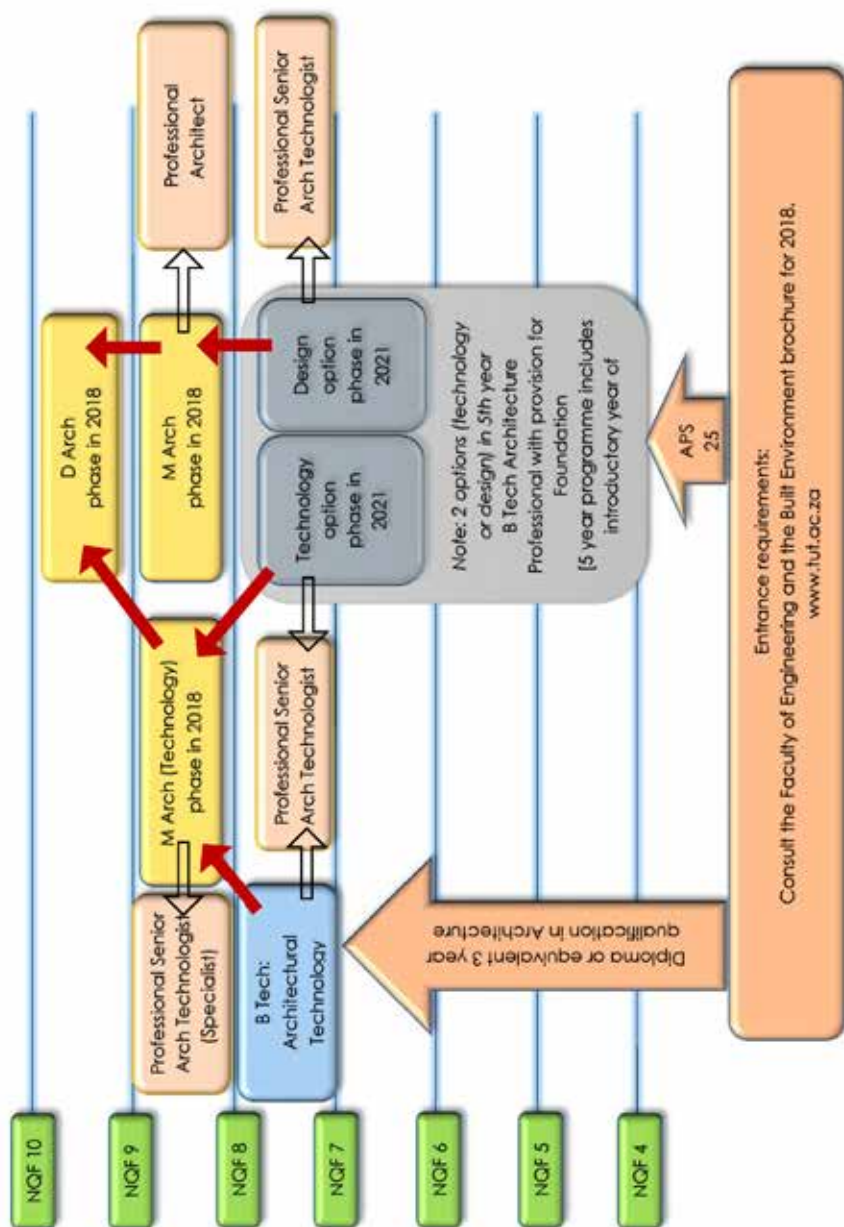 NQF 10
NQF 9
NQF 8
NQF 7
NQF 6
NQF 5
NQF 4
D Arch
phase in 2018
Professional Senior
Arch Technologist
(Specialist)
M Arch (Technology)
phase in 2018
M Arch
phase in 2018
Professional
Architect
B Tech:
Architectural
Technology
Professional Senior
Arch Technologist
Technology
option
phase in
2021
Design
option
phase in
2021
Professional Senior
Arch Technologist
Note: 2 options (technology
or design) in 5th year
B Tech Architecture
Professional with provision for
Foundation
[5 year programme includes
introductory year of
Diploma or equivalent 3 year
qualification in Architecture
APS
25
Entrance requirements:
Consult the Faculty of Engineering and the Built Environment brochure for 2018.
www.tut.ac.za